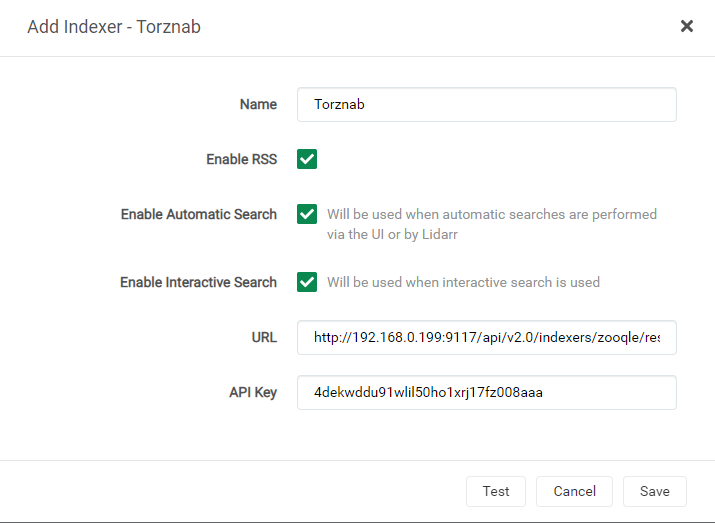 Add Indexer - Torznab
Name
Torznab
Enable RSS
Enable Automatic Search
Will be used when automatic searches are performed
via the UI or by Lidarr
Enable Interactive Search
Will be used when interactive search is used
URL
http://192.168.0.199:9117/api/v2.0/indexers/zooqle/res
API Key
4dekwddu91wlil50ho1xrj17fz008aaa
Test
Cancel
Save